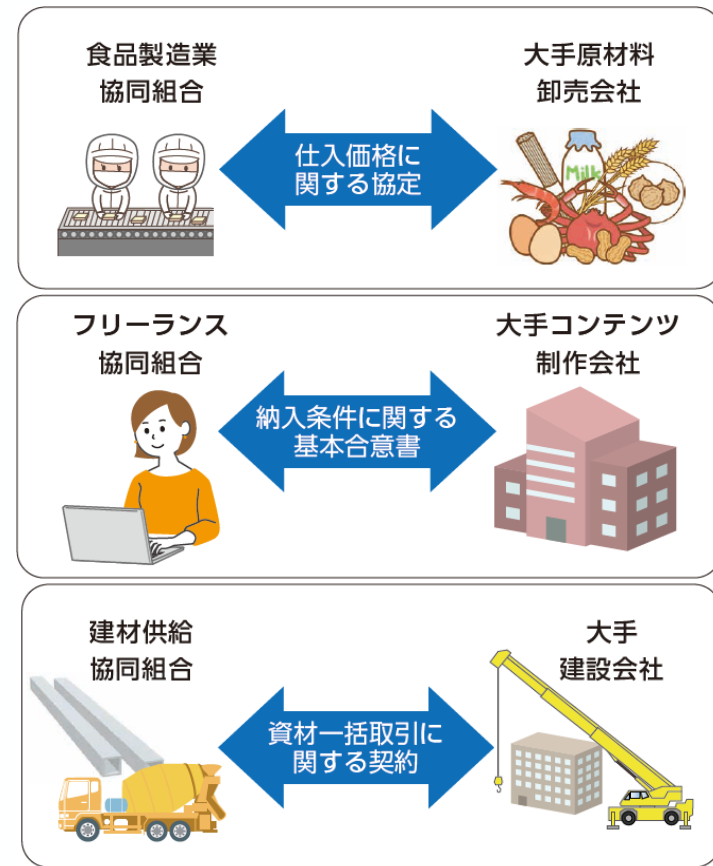 食品製造業
協同組合
大手原材料
卸売会社
仕入価格に
関する協定
Milk
フリーランス
協同組合
大手コンテンツ
制作会社
納入条件に関する
基本合意書
建材供給
協同組合
大手
建設会社
資材一括取引に
関する契約